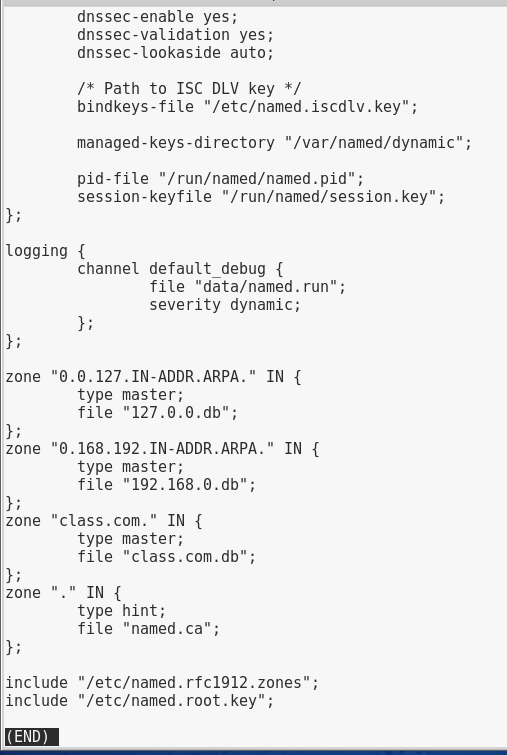 dnssec-enable yes;
dnssec-validation yes;
dnssec-lookaside auto;
/* Path to ISC DLV key */
bindkeys-file "/etc/named.iscdlv.key";
managed-keys-directory "/var/named/dynamic";
pid-file "/run/named/named.pid";
session-keyfile "/run/named/session.key";
};
logging {
channel default_debug {
file "data/named.run";
severity dynamic;
};
};
zone "0.0.127.IN-ADDR.ARPA." IN {
type master;
file "127.0.0.db";
};
zone "0.168.192.IN-ADDR.ARPA." IN {
type master;
file "192.168.0.db";
};
zone "class.com." IN {
type master;
file "class.com.db";
};
zone "." IN {
type hint;
file "named.ca";
};
include "/etc/named.rfc1912.zones";
include "/etc/named.root.key";
(END)